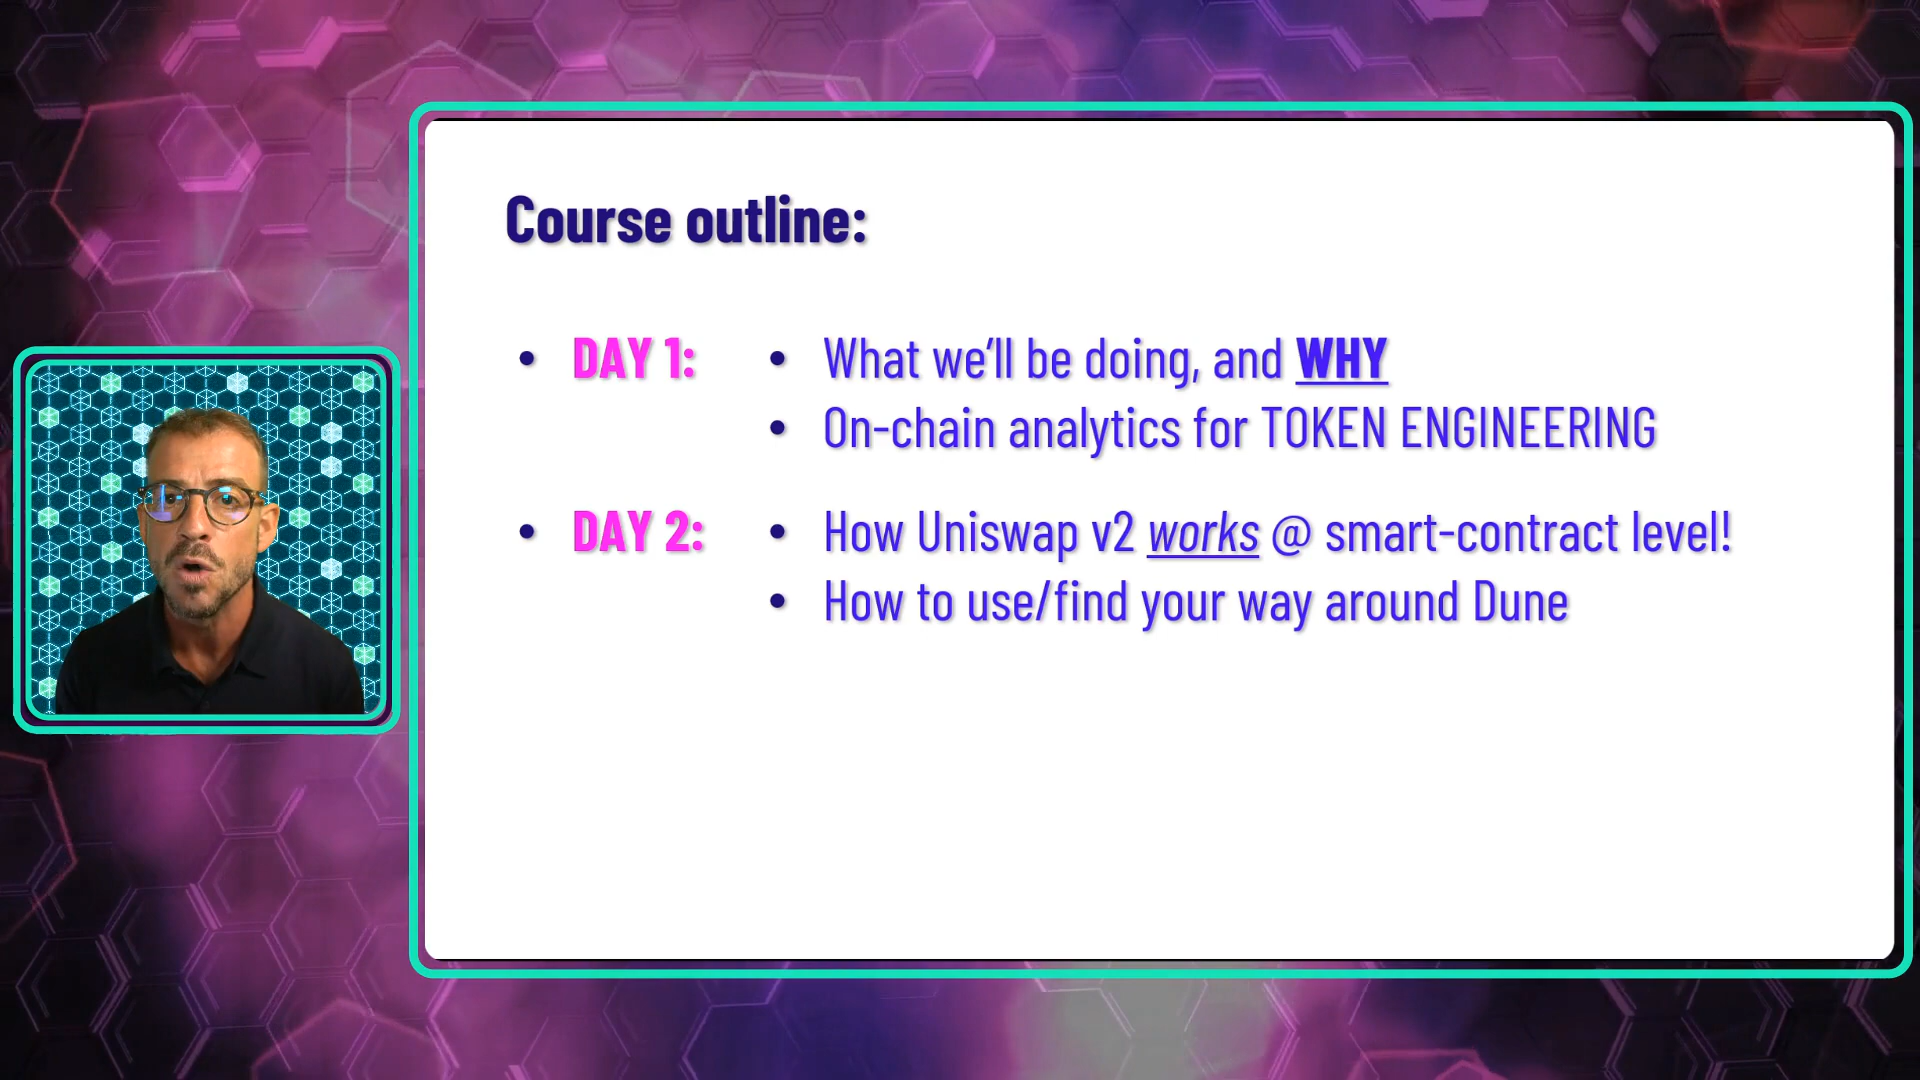 Course outline:
• DAY 1: • What we'll be doing, and WHY
• On-chain analytics for TOKEN ENGINEERING
• DAY 2: • How Uniswap v2 works @ smart-contract level!
• How to use/find your way around Dune